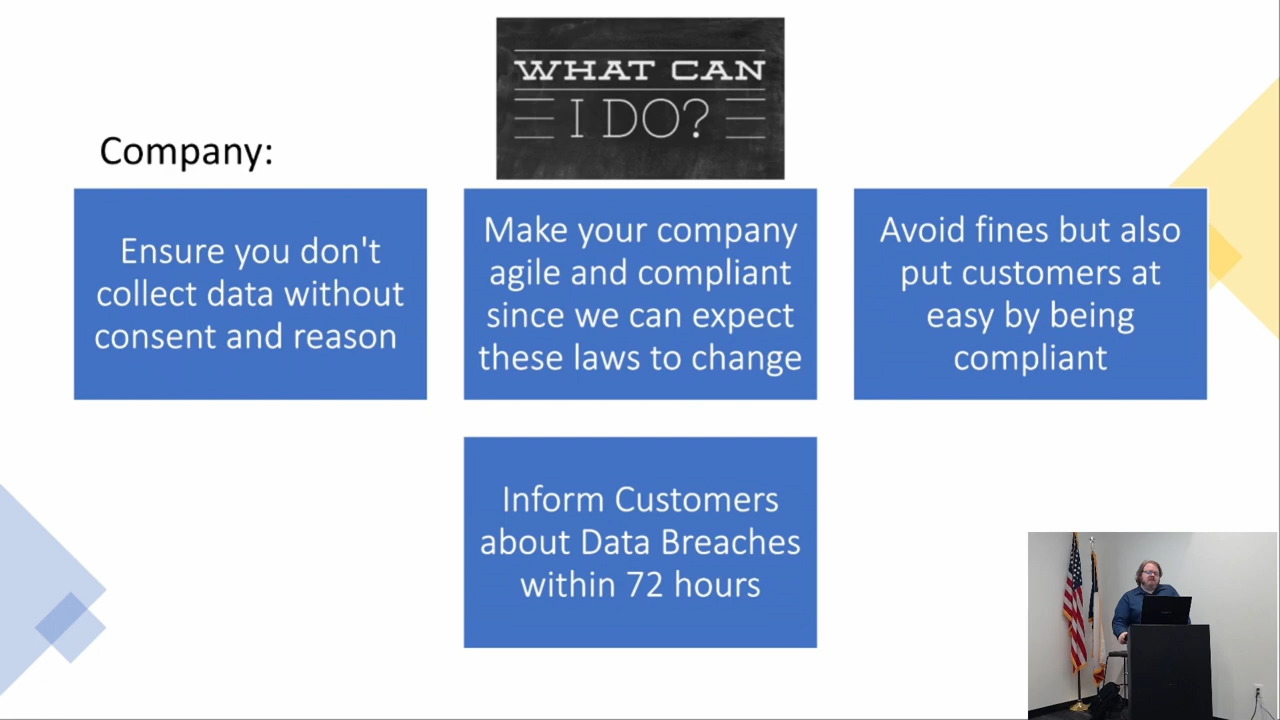 WHAT CAN
I DO?
Company:
Ensure you don't
collect data without
consent and reason
Make your company
agile and compliant
since we can expect
these laws to change
Avoid fines but also
put customers at
easy by being
compliant
Inform Customers
about Data Breaches
within 72 hours